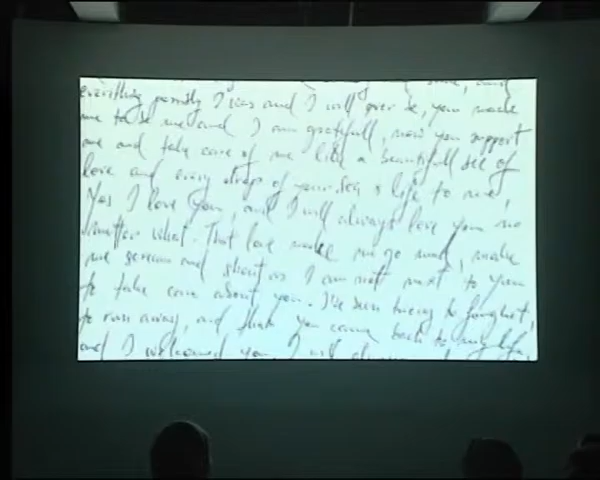 everithing possibly I was and I will ever be, you made
me to be me and I am gratefull, now you support
me and take care of me like a beautifull see of
love and every drop of your sea is life to me,
Yes I love you, and I will always love you no
matter what. That love make me go mad, make
me scream and shout as I am not next to you
to take care about you. I've been trying to forghet,
to run away, and then you came back to my life,
and I welcomed you I will